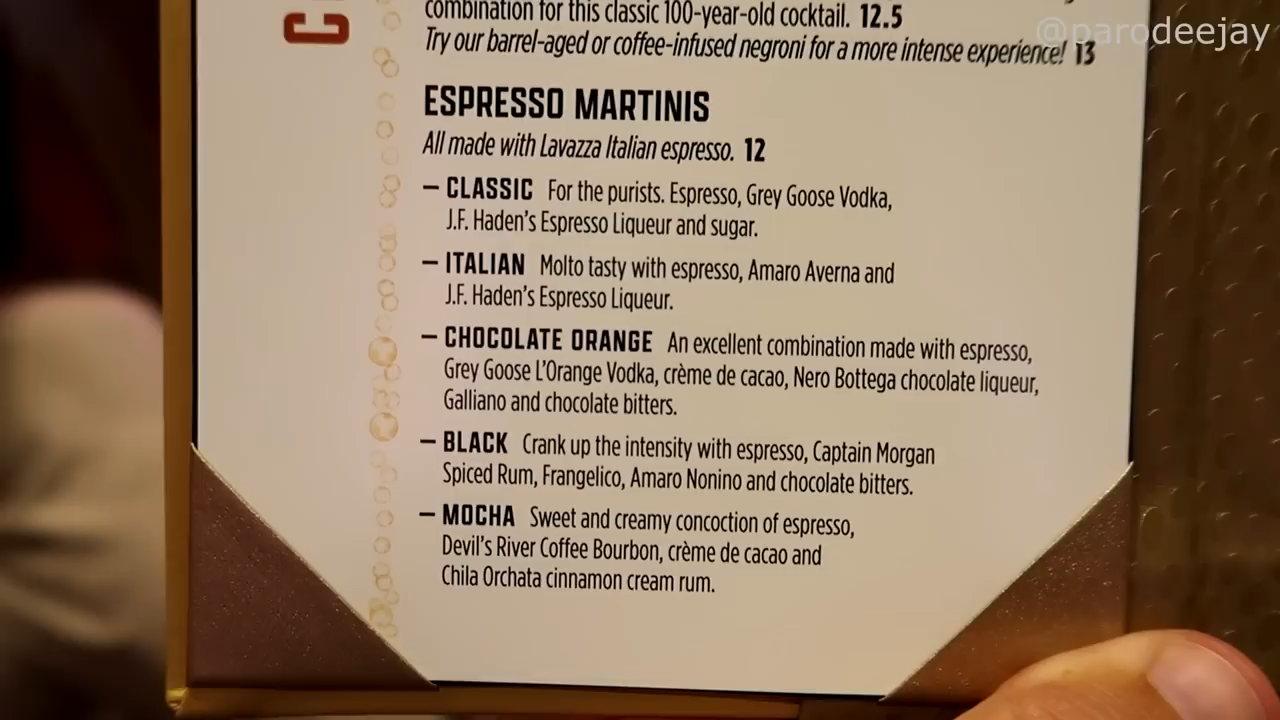 combination for this classic 100-year-old cocktail. 12.5
@parodeejay
Try our barrel-aged or coffee-infused negroni for a more intense experience! 13
C
ESPRESSO MARTINIS
All made with Lavazza Italian espresso. 12
– CLASSIC For the purists. Espresso, Grey Goose Vodka,
J.F. Haden's Espresso Liqueur and sugar.
– ITALIAN Molto tasty with espresso, Amaro Averna and
J.F. Haden's Espresso Liqueur.
– CHOCOLATE ORANGE An excellent combination made with espresso,
Grey Goose L'Orange Vodka, crème de cacao, Nero Bottega chocolate liqueur,
Galliano and chocolate bitters.
– BLACK Crank up the intensity with espresso, Captain Morgan
Spiced Rum, Frangelico, Amaro Nonino and chocolate bitters.
– MOCHA Sweet and creamy concoction of espresso,
Devil's River Coffee Bourbon, crème de cacao and
Chila Orchata cinnamon cream rum.